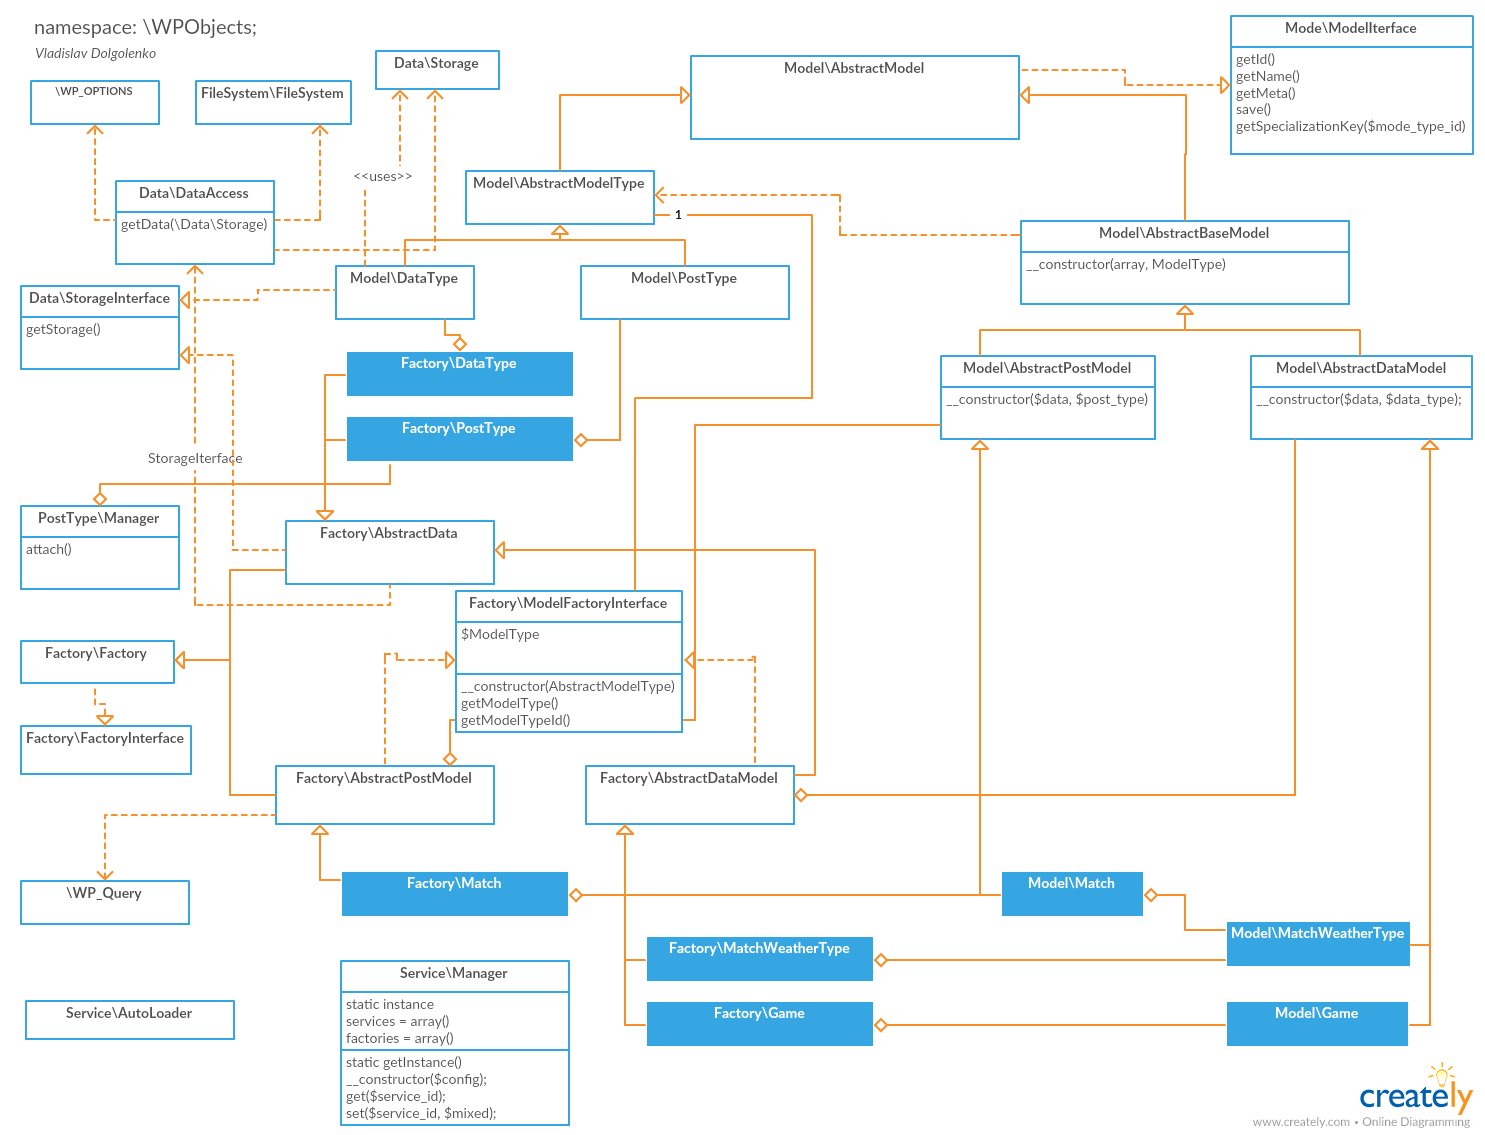 namespace: \WPObjects;
Vladislav Dolgolenko
Mode\ModelIterface
getId()
getName()
getMeta()
save()
getSpecializationKey($mode_type_id)
Data\Storage
Model\AbstractModel
\WP_OPTIONS
FileSystem\FileSystem
<<uses>>
Data\DataAccess
getData(\Data\Storage)
Model\AbstractModelType
1
Model\AbstractBaseModel
__constructor(array, ModelType)
Data\StorageInterface
getStorage()
Model\DataType
Model\PostType
Factory\DataType
Model\AbstractPostModel
__constructor($data, $post_type)
Model\AbstractDataModel
__constructor($data, $data_type);
Factory\PostType
StorageIterface
PostType\Manager
attach()
Factory\AbstractData
Factory\ModelFactoryInterface
$ModelType
__constructor(AbstractModelType)
getModelType()
getModelTypeId()
Factory\Factory
Factory\FactoryInterface
Factory\AbstractPostModel
Factory\AbstractDataModel
\WP_Query
Factory\Match
Model\Match
Factory\MatchWeatherType
Model\MatchWeatherType
Service\Manager
static instance
services = array()
factories = array()
static getInstance()
__constructor($config);
get($service_id);
set($service_id, $mixed);
Service\AutoLoader
Factory\Game
Model\Game
creately
www.creately.com • Online Diagramming